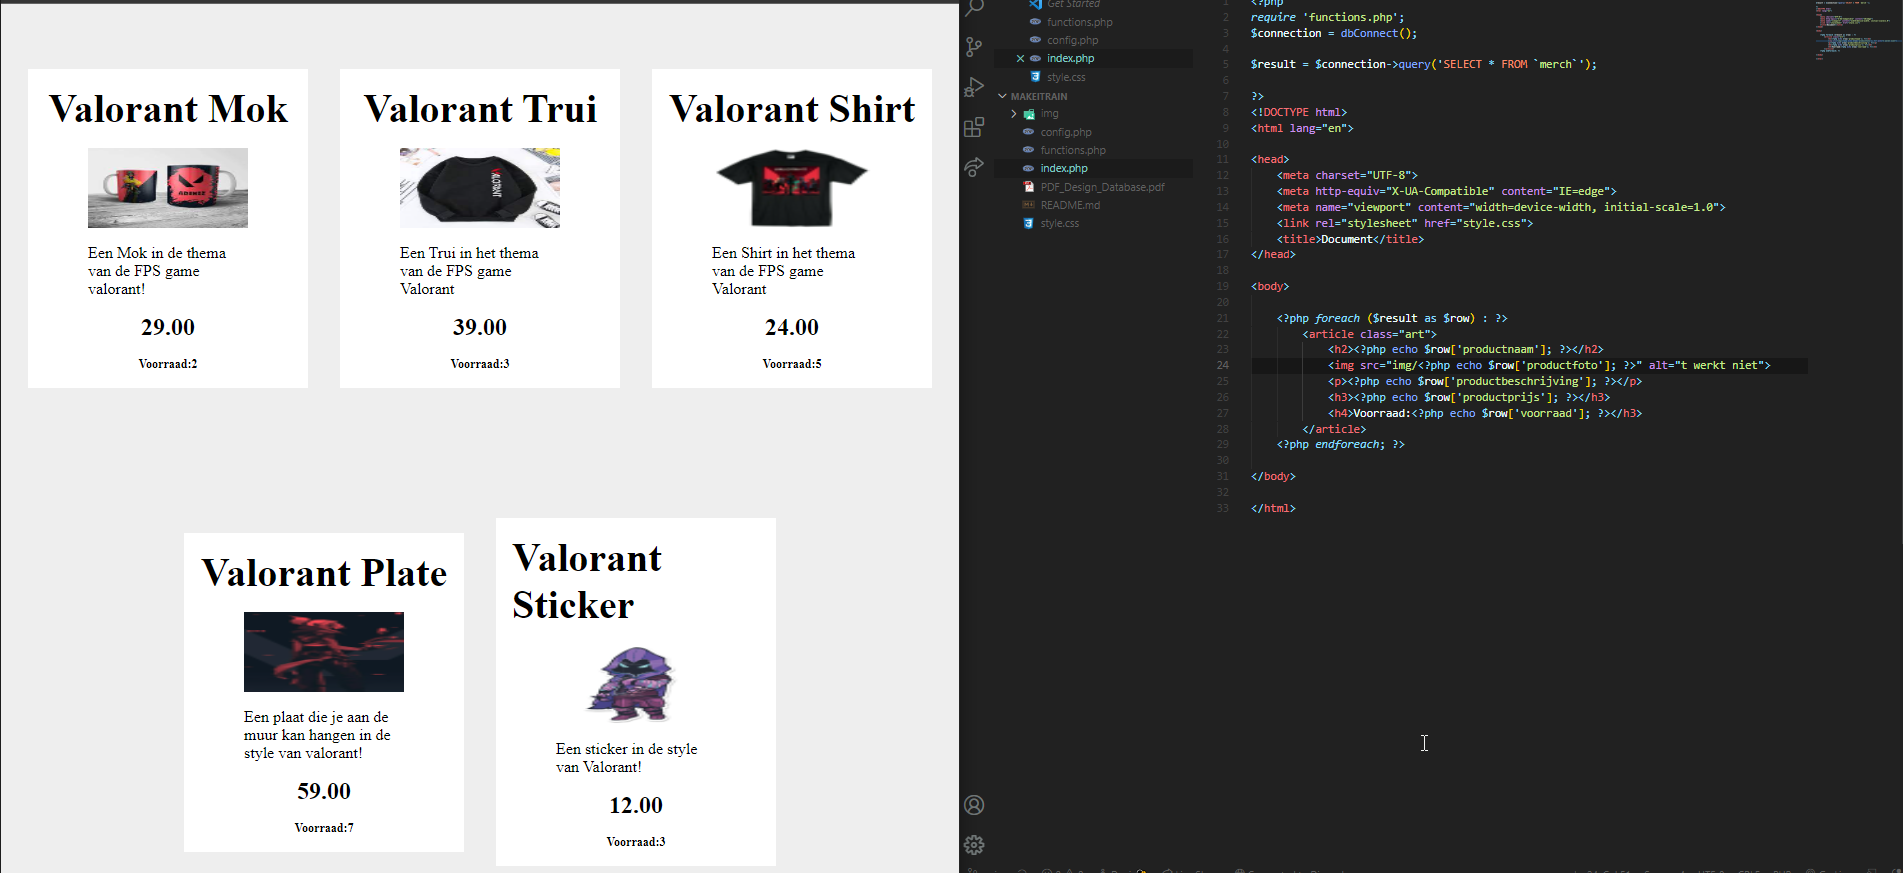 Valorant Mok
Een Mok in de thema
van de FPS game
valorant!
29.00
Voorraad:2
Valorant Trui
VALORANT
Een Trui in het thema
van de FPS game
Valorant
39.00
Voorraad:3
Valorant Shirt
Een Shirt in het thema
van de FPS game
Valorant
24.00
Voorraad:5
Valorant Plate
Een plaat die je aan de
muur kan hangen in de
style van valorant!
59.00
Voorraad:7
Valorant
Sticker
Een sticker in de style
van Valorant!
12.00
Voorraad:3
Get Started
functions.php
config.php
index.php
style.css
MAKEITRAIN
img
config.php
functions.php
index.php
PDF_Design_Database.pdf
README.md
style.css
1 <?php
2 require 'functions.php';
3 $connection = dbConnect();
4
5 $result = $connection->query('SELECT * FROM `merch`');
6
7 ?>
8 <!DOCTYPE html>
9 <html lang="en">
10
11 <head>
12 <meta charset="UTF-8">
13 <meta http-equiv="X-UA-Compatible" content="IE=edge">
14 <meta name="viewport" content="width=device-width, initial-scale=1.0">
15 <link rel="stylesheet" href="style.css">
16 <title>Document</title>
17 </head>
18
19 <body>
20
21 <?php foreach ($result as $row) : ?>
22 <article class="art">
23 <h2><?php echo $row['productnaam']; ?></h2>
24 <img src="img/<?php echo $row['productfoto']; ?>" alt="t werkt niet">
25 <p><?php echo $row['productbeschrijving']; ?></p>
26 <h3><?php echo $row['productprijs']; ?></h3>
27 <h4>Voorraad:<?php echo $row['voorraad']; ?></h3>
28 </article>
29 <?php endforeach; ?>
30
31 </body>
32
33 </html>